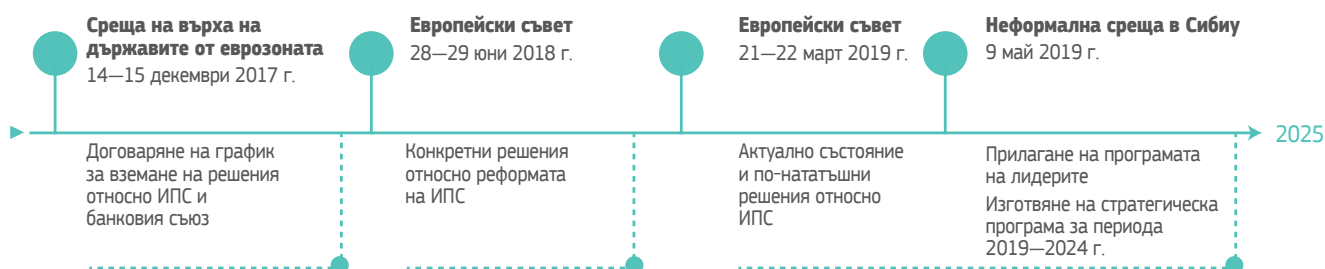 Среща на върха на
държавите от еврозоната
14—15 декември 2017 г.
Европейски съвет
28—29 юни 2018 г.
Европейски съвет
21—22 март 2019 г.
Неформална среща в Сибиу
9 май 2019 г.
2025
Договаряне на график
за вземане на решения
относно ИПС и
банковия съюз
Конкретни решения
относно реформата
на ИПС
Актуално състояние
и по-нататъшни
решения относно
ИПС
Прилагане на програмата
на лидерите
Изготвяне на стратегическа
програма за периода
2019—2024 г.